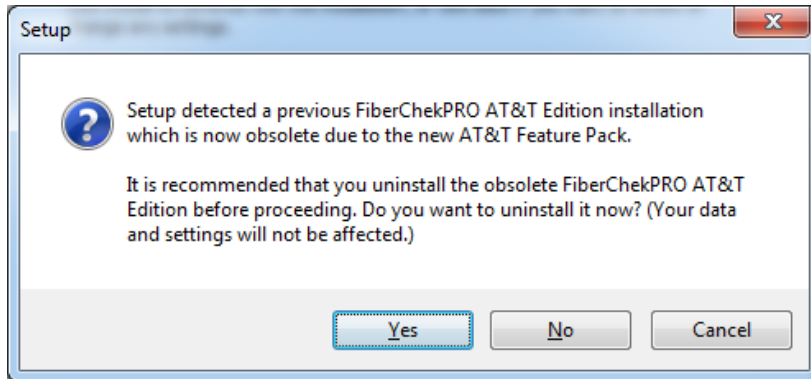 Setup
Setup detected a previous FiberChekPRO AT&T Edition installation
which is now obsolete due to the new AT&T Feature Pack.
It is recommended that you uninstall the obsolete FiberChekPRO AT&T
Edition before proceeding. Do you want to uninstall it now? (Your data
and settings will not be affected.)
Yes
No
Cancel